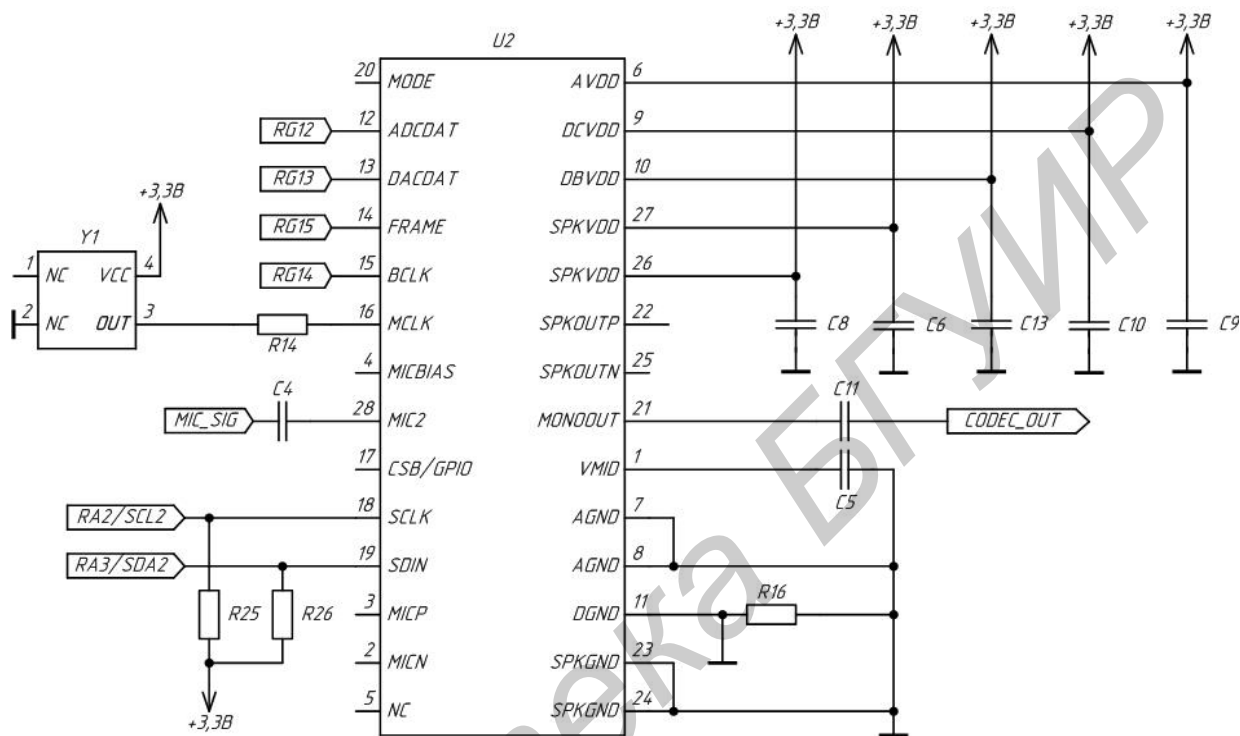 +3,3В +3,3В +3,3В +3,3В +3,3В
U2
20 MODE AVDD 6
RG12 12 ADCDAT DCVDD 9
RG13 13 DACDAT DBVDD 10
+3,3В
RG15 14 FRAME SPKVDD 27
Y1
1 NC VCC 4 RG14 15 BCLK SPKVDD 26
2 NC OUT 3 R14 16 MCLK SPKOUTP 22 C8 C6 C13 C10 C9
4 MICBIAS SPKOUTN 25
MIC_SIG C4 28 MIC2 MONOOUT 21 C11 CODEC_OUT
17 CSB/GPIO VMID 1 C5
RA2/SCL2 18 SCLK AGND 7
RA3/SDA2 19 SDIN AGND 8
R25 R26 3 MICP DGND 11 R16
2 MICN SPKGND 23
5 NC SPKGND 24
+3,3В
ека БГУИР